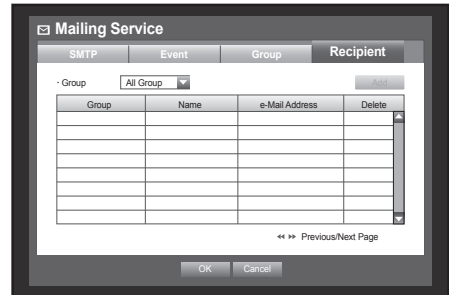 Mailing Service
SMTP Event Group Recipient
· Group All Group Add
Group Name e-Mail Address Delete
Previous/Next Page
OK Cancel